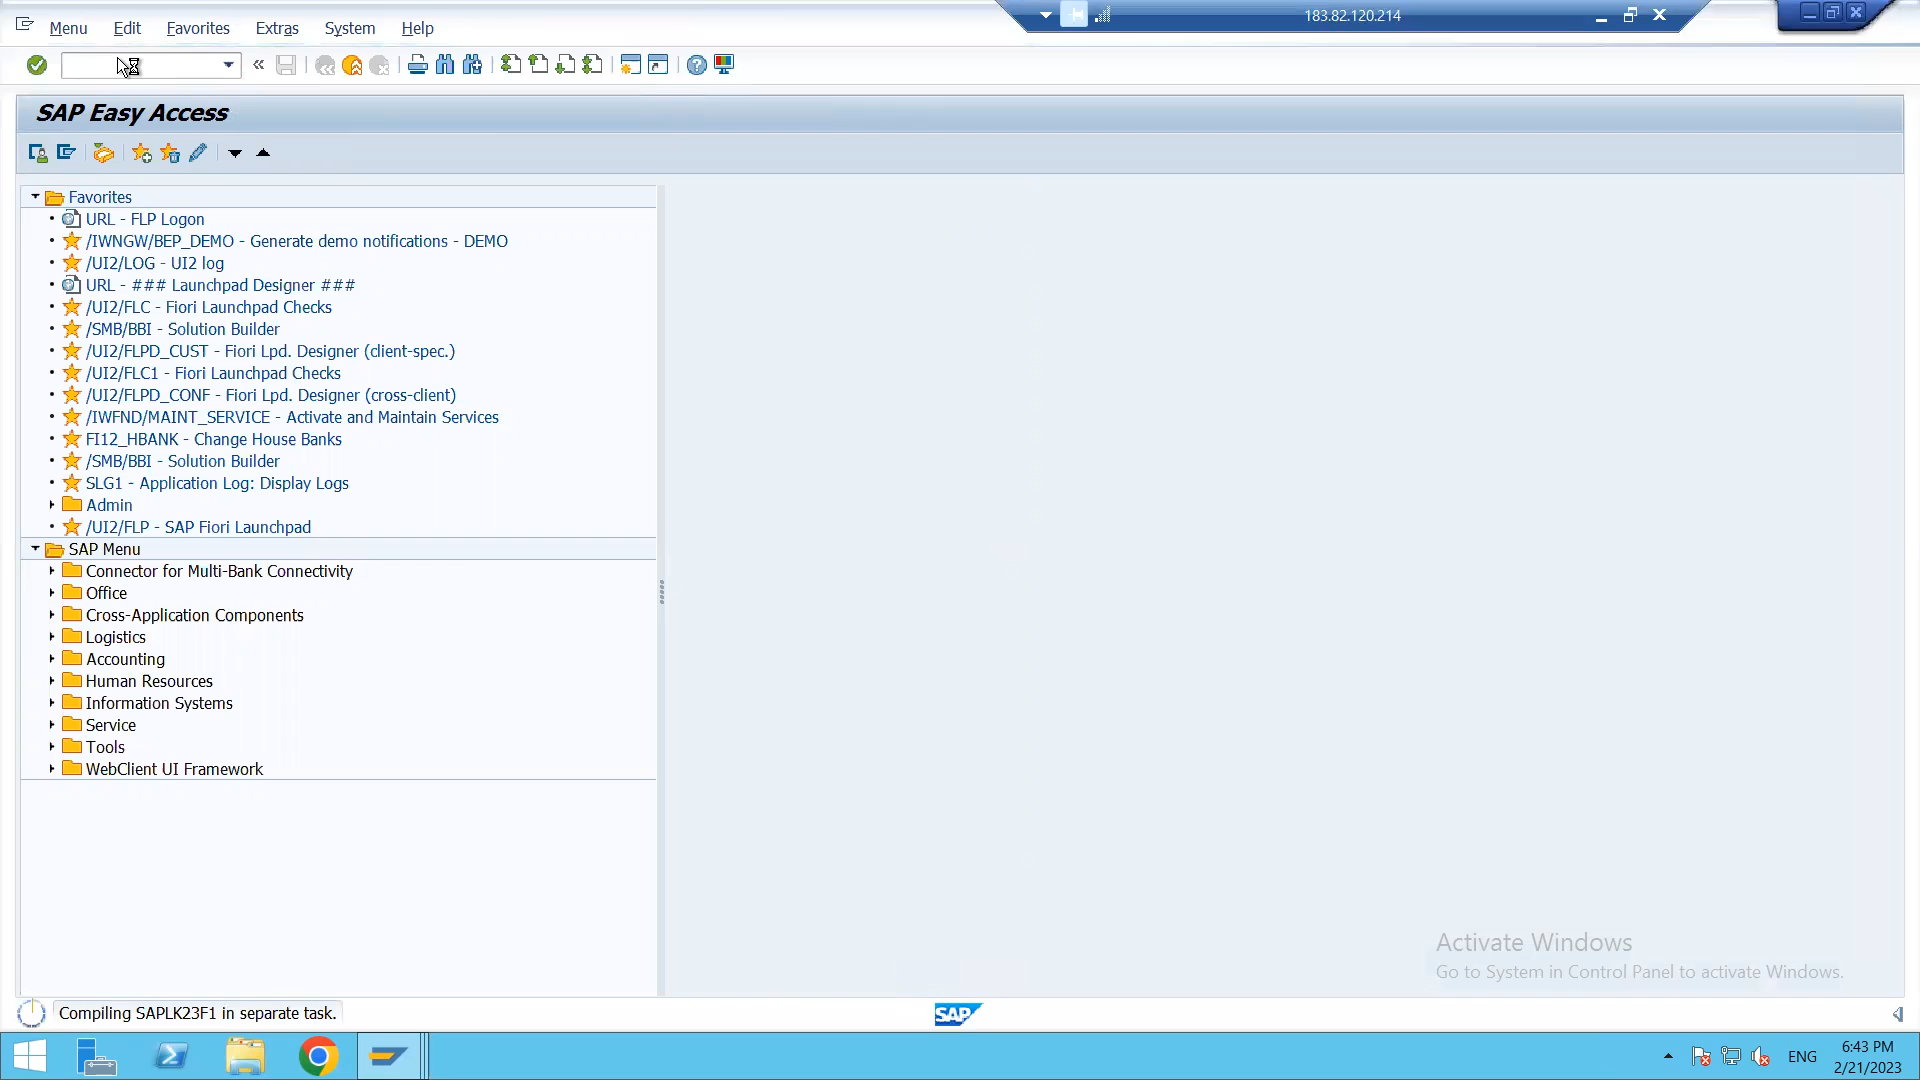 Menu Edit Favorites Extras System Help
183.82.120.214
SAP Easy Access
Favorites
URL - FLP Logon
/IWNGW/BEP_DEMO - Generate demo notifications - DEMO
/UI2/LOG - UI2 log
URL - ### Launchpad Designer ###
/UI2/FLC - Fiori Launchpad Checks
/SMB/BBI - Solution Builder
/UI2/FLPD_CUST - Fiori Lpd. Designer (client-spec.)
/UI2/FLC1 - Fiori Launchpad Checks
/UI2/FLPD_CONF - Fiori Lpd. Designer (cross-client)
/IWFND/MAINT_SERVICE - Activate and Maintain Services
FI12_HBANK - Change House Banks
/SMB/BBI - Solution Builder
SLG1 - Application Log: Display Logs
Admin
/UI2/FLP - SAP Fiori Launchpad
SAP Menu
Connector for Multi-Bank Connectivity
Office
Cross-Application Components
Logistics
Accounting
Human Resources
Information Systems
Service
Tools
WebClient UI Framework
Activate Windows
Go to System in Control Panel to activate Windows.
Compiling SAPLK23F1 in separate task.
SAP
ENG
6:43 PM
2/21/2023